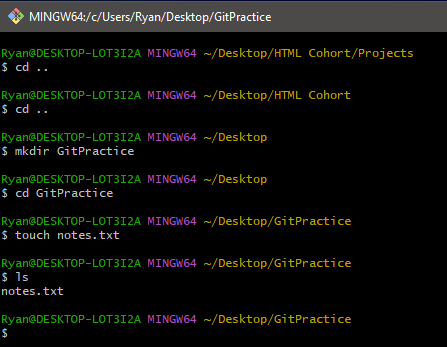 MINGW64:/c/Users/Ryan/Desktop/GitPractice
Ryan@DESKTOP-LOT3I2A MINGW64 ~/Desktop/HTML Cohort/Projects
$ cd ..
Ryan@DESKTOP-LOT3I2A MINGW64 ~/Desktop/HTML Cohort
$ cd ..
Ryan@DESKTOP-LOT3I2A MINGW64 ~/Desktop
$ mkdir GitPractice
Ryan@DESKTOP-LOT3I2A MINGW64 ~/Desktop
$ cd GitPractice
Ryan@DESKTOP-LOT3I2A MINGW64 ~/Desktop/GitPractice
$ touch notes.txt
Ryan@DESKTOP-LOT3I2A MINGW64 ~/Desktop/GitPractice
$ ls
notes.txt
Ryan@DESKTOP-LOT3I2A MINGW64 ~/Desktop/GitPractice
$